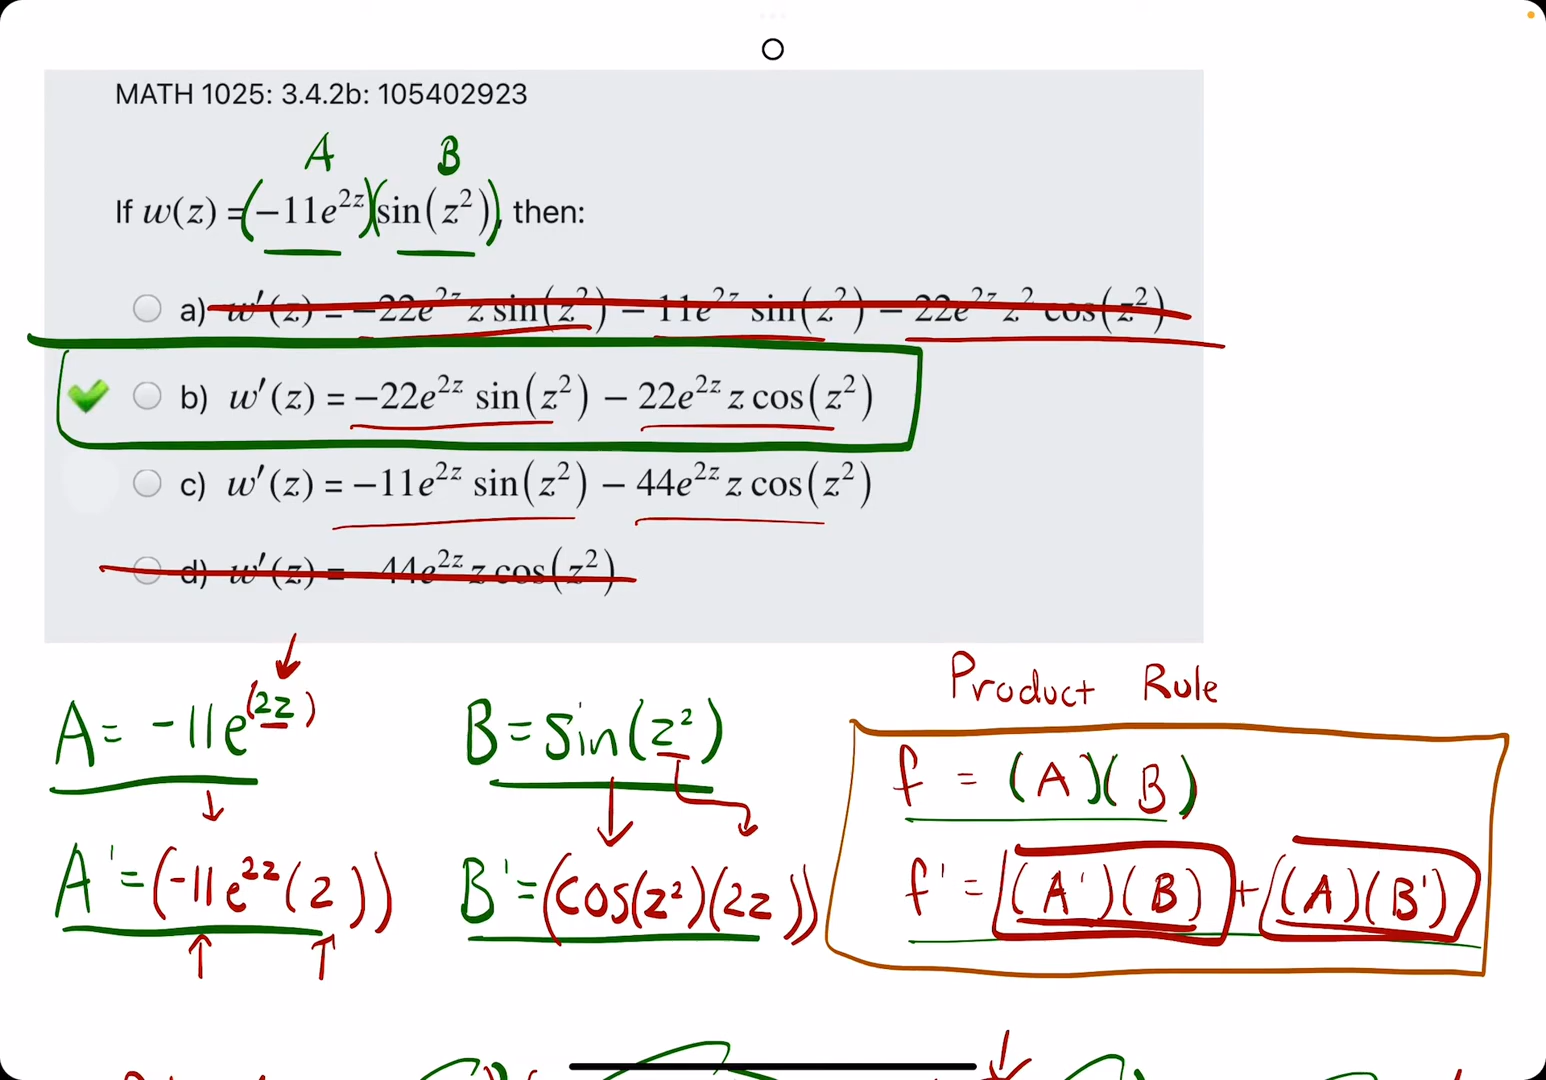 MATH 1025: 3.4.2b: 105402923
A B
If w(z) = (−11e^{2z})(sin(z²)), then:
a) w′(z) = −22e^{2z} z sin(z²) − 11e^{2z} sin(z²) − 22e^{2z} z² cos(z²)
b) w′(z) = −22e^{2z} sin(z²) − 22e^{2z} z cos(z²)
c) w′(z) = −11e^{2z} sin(z²) − 44e^{2z} z cos(z²)
d) w′(z) = −44e^{2z} z cos(z²)
Product Rule
A = -11e^{(2z)}
B = Sin(z²)
f = (A)(B)
A' = (-11e^{2z}(2))
B' = (cos(z²)(2z))
f' = (A')(B) + (A)(B')